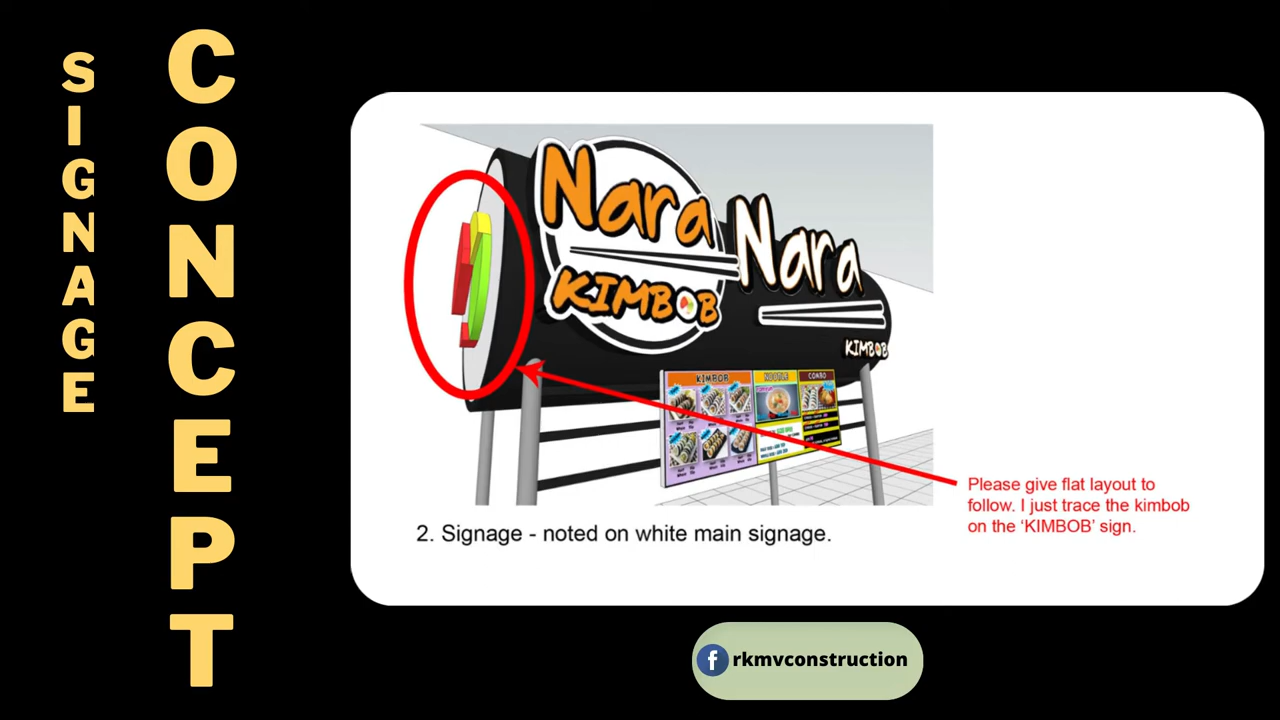 SIGNAGE
CONCEPT
Nara
KIMBOB
Nara
KIMBOB
KIMBOB
NOOTLE
COMBO
Please give flat layout to
follow. I just trace the kimbob
on the ‘KIMBOB’ sign.
2. Signage - noted on white main signage.
f rkmvconstruction